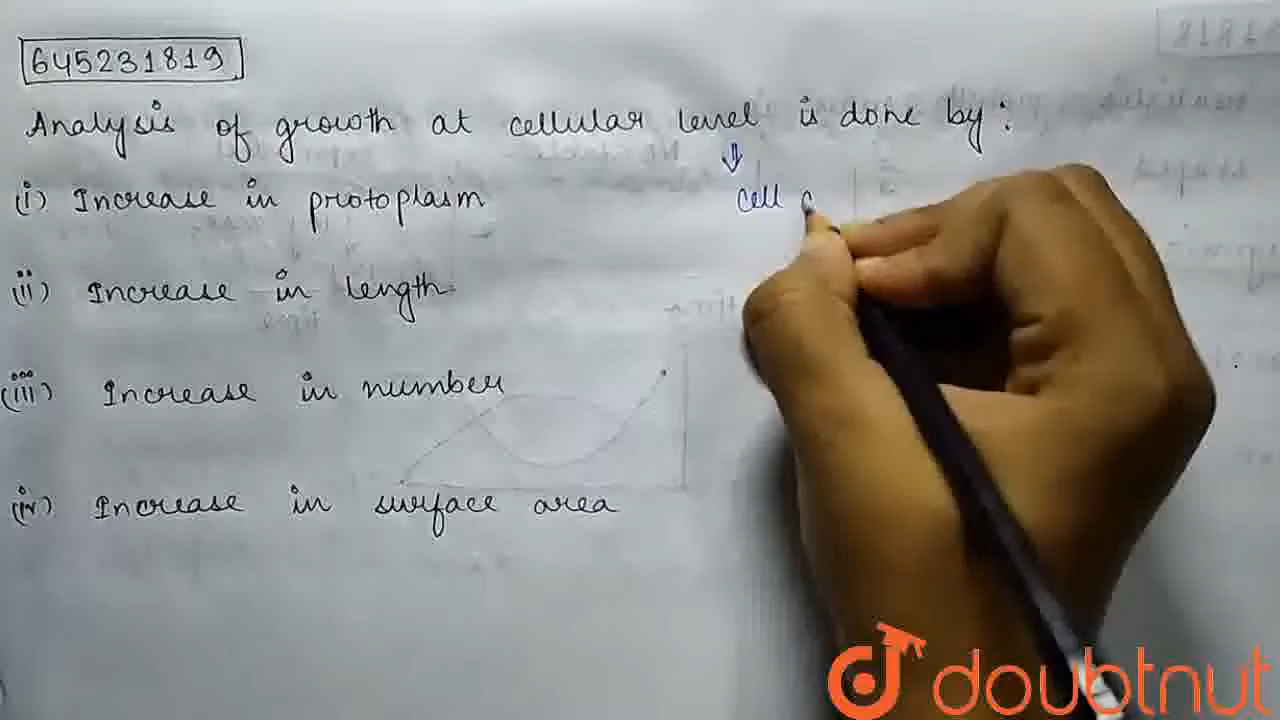 645231819
Analysis of growth at cellular level is done by:
(i) Increase in protoplasm
cell c
(ii) Increase in length
(iii) Increase in number
(iv) Increase in surface area
doubtnut